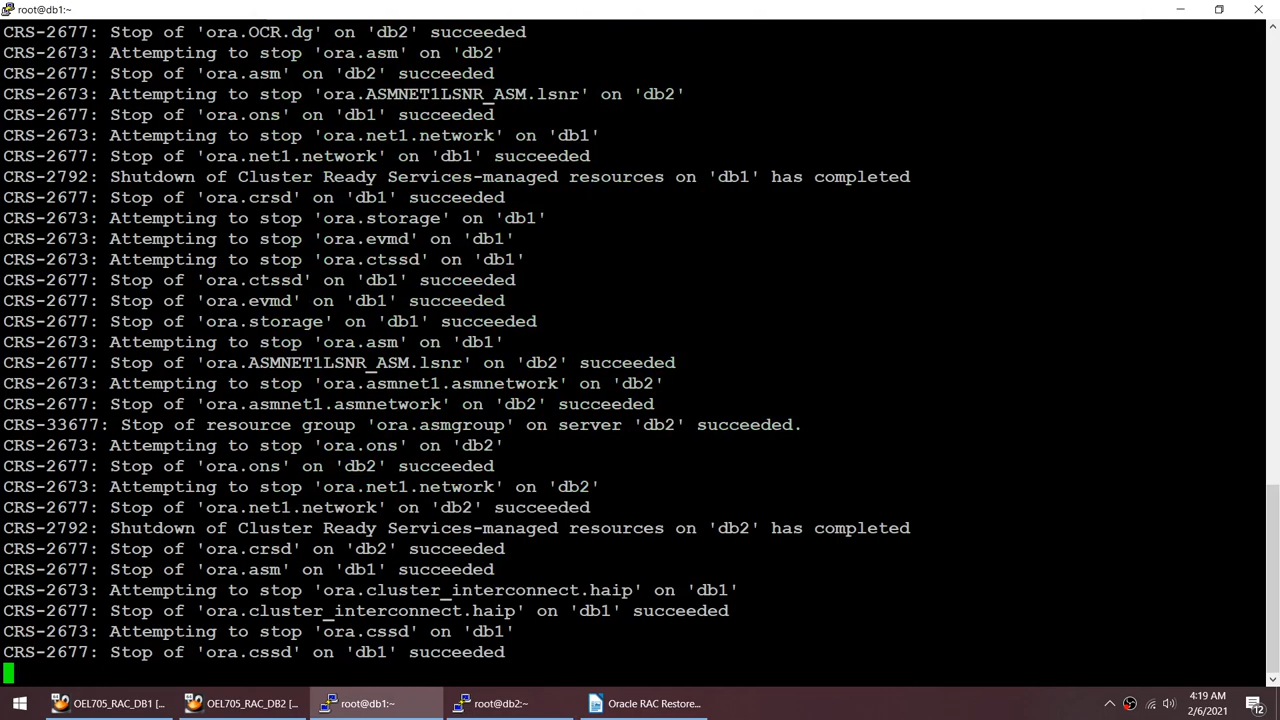 root@db1:~
CRS-2677: Stop of 'ora.OCR.dg' on 'db2' succeeded
CRS-2673: Attempting to stop 'ora.asm' on 'db2'
CRS-2677: Stop of 'ora.asm' on 'db2' succeeded
CRS-2673: Attempting to stop 'ora.ASMNET1LSNR_ASM.lsnr' on 'db2'
CRS-2677: Stop of 'ora.ons' on 'db1' succeeded
CRS-2673: Attempting to stop 'ora.net1.network' on 'db1'
CRS-2677: Stop of 'ora.net1.network' on 'db1' succeeded
CRS-2792: Shutdown of Cluster Ready Services-managed resources on 'db1' has completed
CRS-2677: Stop of 'ora.crsd' on 'db1' succeeded
CRS-2673: Attempting to stop 'ora.storage' on 'db1'
CRS-2673: Attempting to stop 'ora.evmd' on 'db1'
CRS-2673: Attempting to stop 'ora.ctssd' on 'db1'
CRS-2677: Stop of 'ora.ctssd' on 'db1' succeeded
CRS-2677: Stop of 'ora.evmd' on 'db1' succeeded
CRS-2677: Stop of 'ora.storage' on 'db1' succeeded
CRS-2673: Attempting to stop 'ora.asm' on 'db1'
CRS-2677: Stop of 'ora.ASMNET1LSNR_ASM.lsnr' on 'db2' succeeded
CRS-2673: Attempting to stop 'ora.asmnet1.asmnetwork' on 'db2'
CRS-2677: Stop of 'ora.asmnet1.asmnetwork' on 'db2' succeeded
CRS-33677: Stop of resource group 'ora.asmgroup' on server 'db2' succeeded.
CRS-2673: Attempting to stop 'ora.ons' on 'db2'
CRS-2677: Stop of 'ora.ons' on 'db2' succeeded
CRS-2673: Attempting to stop 'ora.net1.network' on 'db2'
CRS-2677: Stop of 'ora.net1.network' on 'db2' succeeded
CRS-2792: Shutdown of Cluster Ready Services-managed resources on 'db2' has completed
CRS-2677: Stop of 'ora.crsd' on 'db2' succeeded
CRS-2677: Stop of 'ora.asm' on 'db1' succeeded
CRS-2673: Attempting to stop 'ora.cluster_interconnect.haip' on 'db1'
CRS-2677: Stop of 'ora.cluster_interconnect.haip' on 'db1' succeeded
CRS-2673: Attempting to stop 'ora.cssd' on 'db1'
CRS-2677: Stop of 'ora.cssd' on 'db1' succeeded
OEL705_RAC_DB1 [... OEL705_RAC_DB2 [... root@db1:~ root@db2:~ Oracle RAC Restore... 4:19 AM
2/6/2021 12